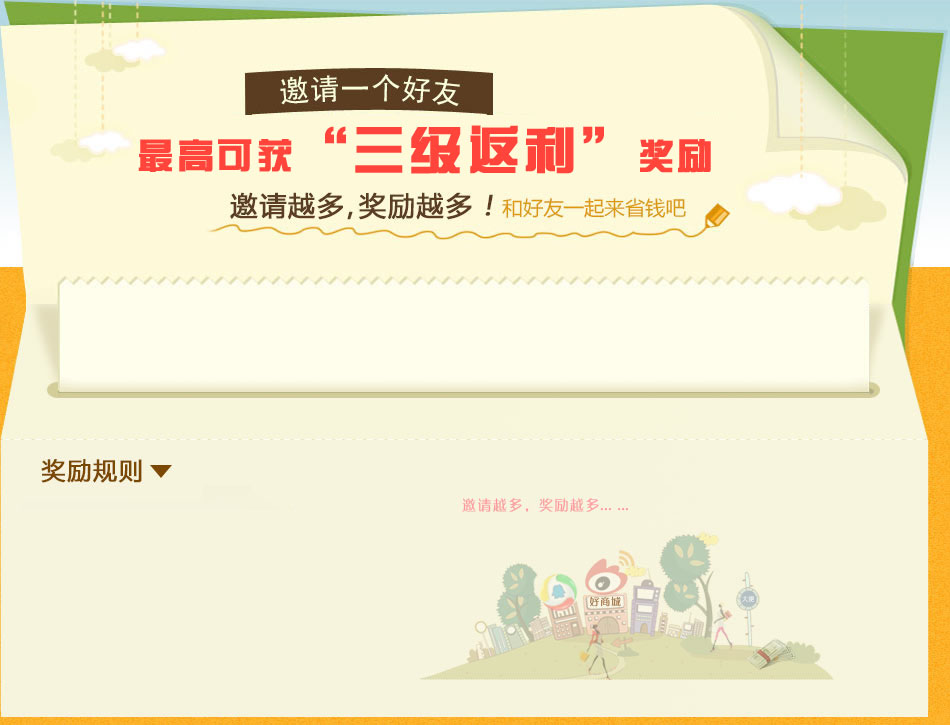 邀请一个好友
最高可获“三级返利”奖励
邀请越多,奖励越多！和好友一起来省钱吧
奖励规则
邀请越多，奖励越多... ...
好商城